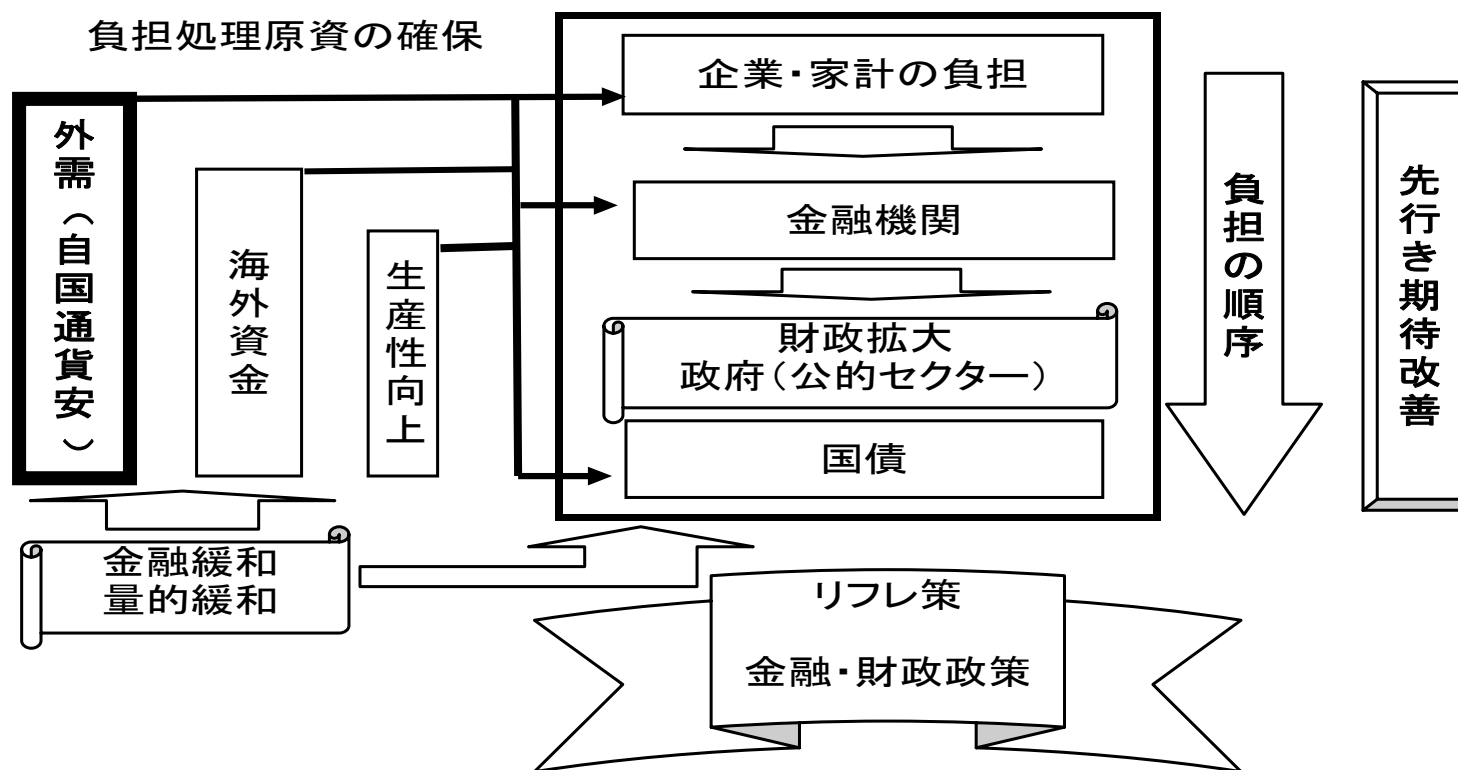 負担処理原資の確保
外需（自国通貨安）
海外資金
生産性向上
企業・家計の負担
金融機関
財政拡大
政府（公的セクター）
国債
負担の順序
先行き期待改善
金融緩和
量的緩和
リフレ策
金融・財政政策